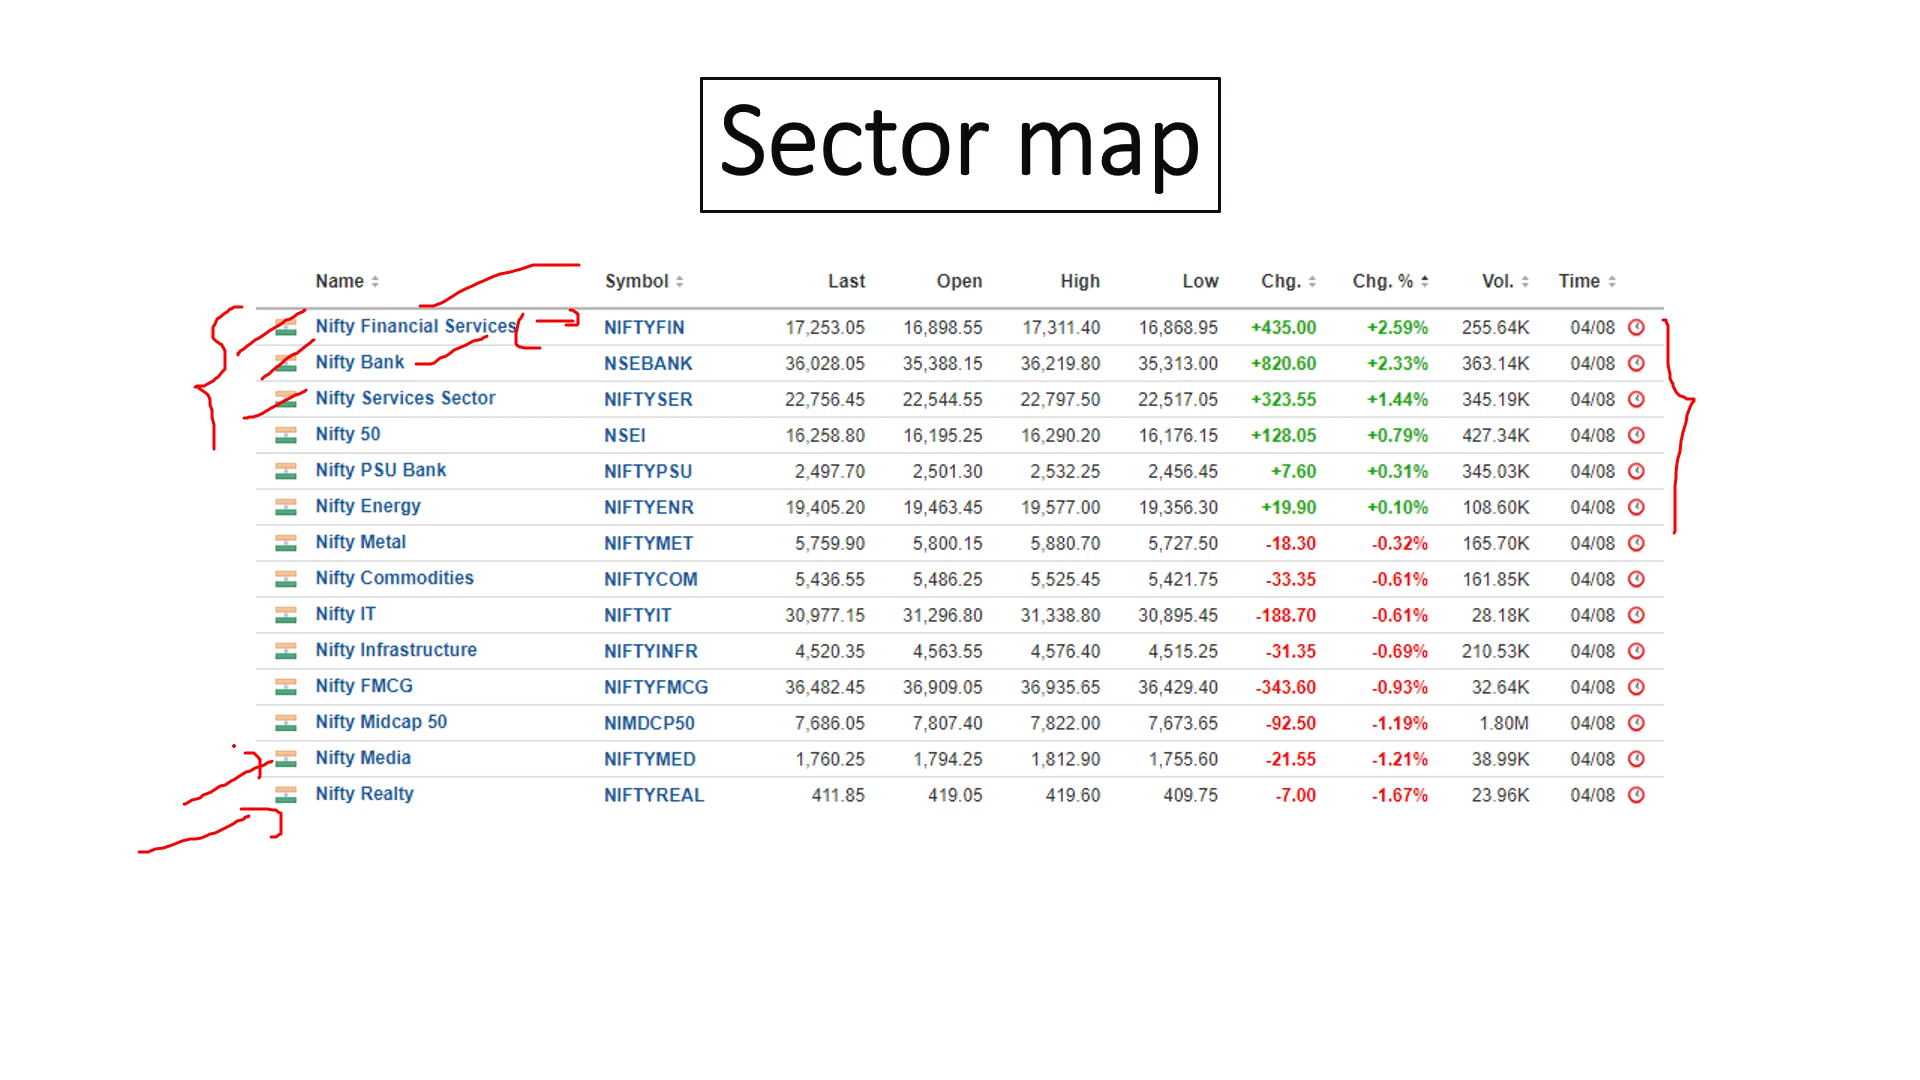 Sector map
Name Symbol Last Open High Low Chg. Chg. % Vol. Time
Nifty Financial Services NIFTYFIN 17,253.05 16,898.55 17,311.40 16,868.95 +435.00 +2.59% 255.64K 04/08
Nifty Bank NSEBANK 36,028.05 35,388.15 36,219.80 35,313.00 +820.60 +2.33% 363.14K 04/08
Nifty Services Sector NIFTYSER 22,756.45 22,544.55 22,797.50 22,517.05 +323.55 +1.44% 345.19K 04/08
Nifty 50 NSEI 16,258.80 16,195.25 16,290.20 16,176.15 +128.05 +0.79% 427.34K 04/08
Nifty PSU Bank NIFTYPSU 2,497.70 2,501.30 2,532.25 2,456.45 +7.60 +0.31% 345.03K 04/08
Nifty Energy NIFTYENR 19,405.20 19,463.45 19,577.00 19,356.30 +19.90 +0.10% 108.60K 04/08
Nifty Metal NIFTYMET 5,759.90 5,800.15 5,880.70 5,727.50 -18.30 -0.32% 165.70K 04/08
Nifty Commodities NIFTYCOM 5,436.55 5,486.25 5,525.45 5,421.75 -33.35 -0.61% 161.85K 04/08
Nifty IT NIFTYIT 30,977.15 31,296.80 31,338.80 30,895.45 -188.70 -0.61% 28.18K 04/08
Nifty Infrastructure NIFTYINFR 4,520.35 4,563.55 4,576.40 4,515.25 -31.35 -0.69% 210.53K 04/08
Nifty FMCG NIFTYFMCG 36,482.45 36,909.05 36,935.65 36,429.40 -343.60 -0.93% 32.64K 04/08
Nifty Midcap 50 NIMDCP50 7,686.05 7,807.40 7,822.00 7,673.65 -92.50 -1.19% 1.80M 04/08
Nifty Media NIFTYMED 1,760.25 1,794.25 1,812.90 1,755.60 -21.55 -1.21% 38.99K 04/08
Nifty Realty NIFTYREAL 411.85 419.05 419.60 409.75 -7.00 -1.67% 23.96K 04/08